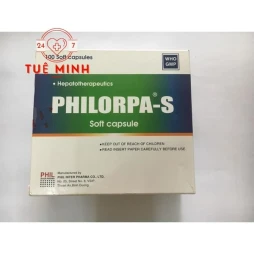 24 7
TUÊ MINH
100 Soft capsules
WHO
GMP
• Hepatotherapeutics
PHILORPA®-S
Soft capsule
•KEEP OUT OF REACH OF CHILDREN
•READ INSERT PAPER CAREFULLY BEFORE USE
PHIL
Manufactured by
PHIL INTER PHARMA CO., LTD.